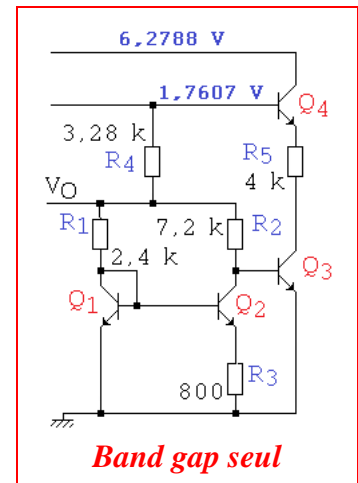 6,2788 V
1,7607 V
Q4
3,28 k
R4
R5
4 k
VO
R1
7,2 k
R2
2,4 k
Q1
Q2
Q3
800
R3
Band gap seul